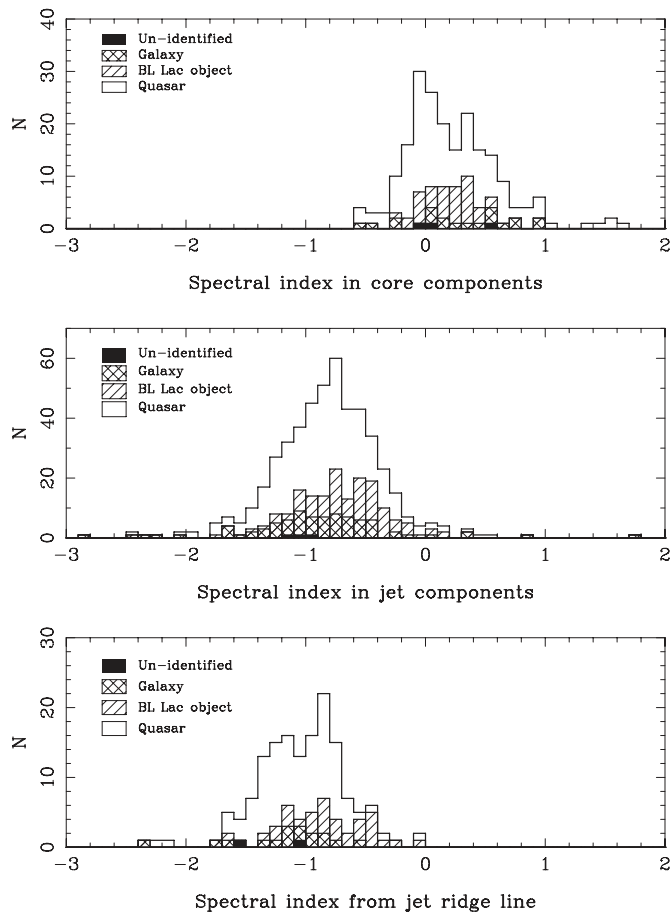 40
30
20
10
0
N
Un-identified
Galaxy
BL Lac object
Quasar
−3 −2 −1 0 1 2
Spectral index in core components
60
40
20
0
N
Un-identified
Galaxy
BL Lac object
Quasar
−3 −2 −1 0 1 2
Spectral index in jet components
30
20
10
0
N
Un-identified
Galaxy
BL Lac object
Quasar
−3 −2 −1 0 1 2
Spectral index from jet ridge line